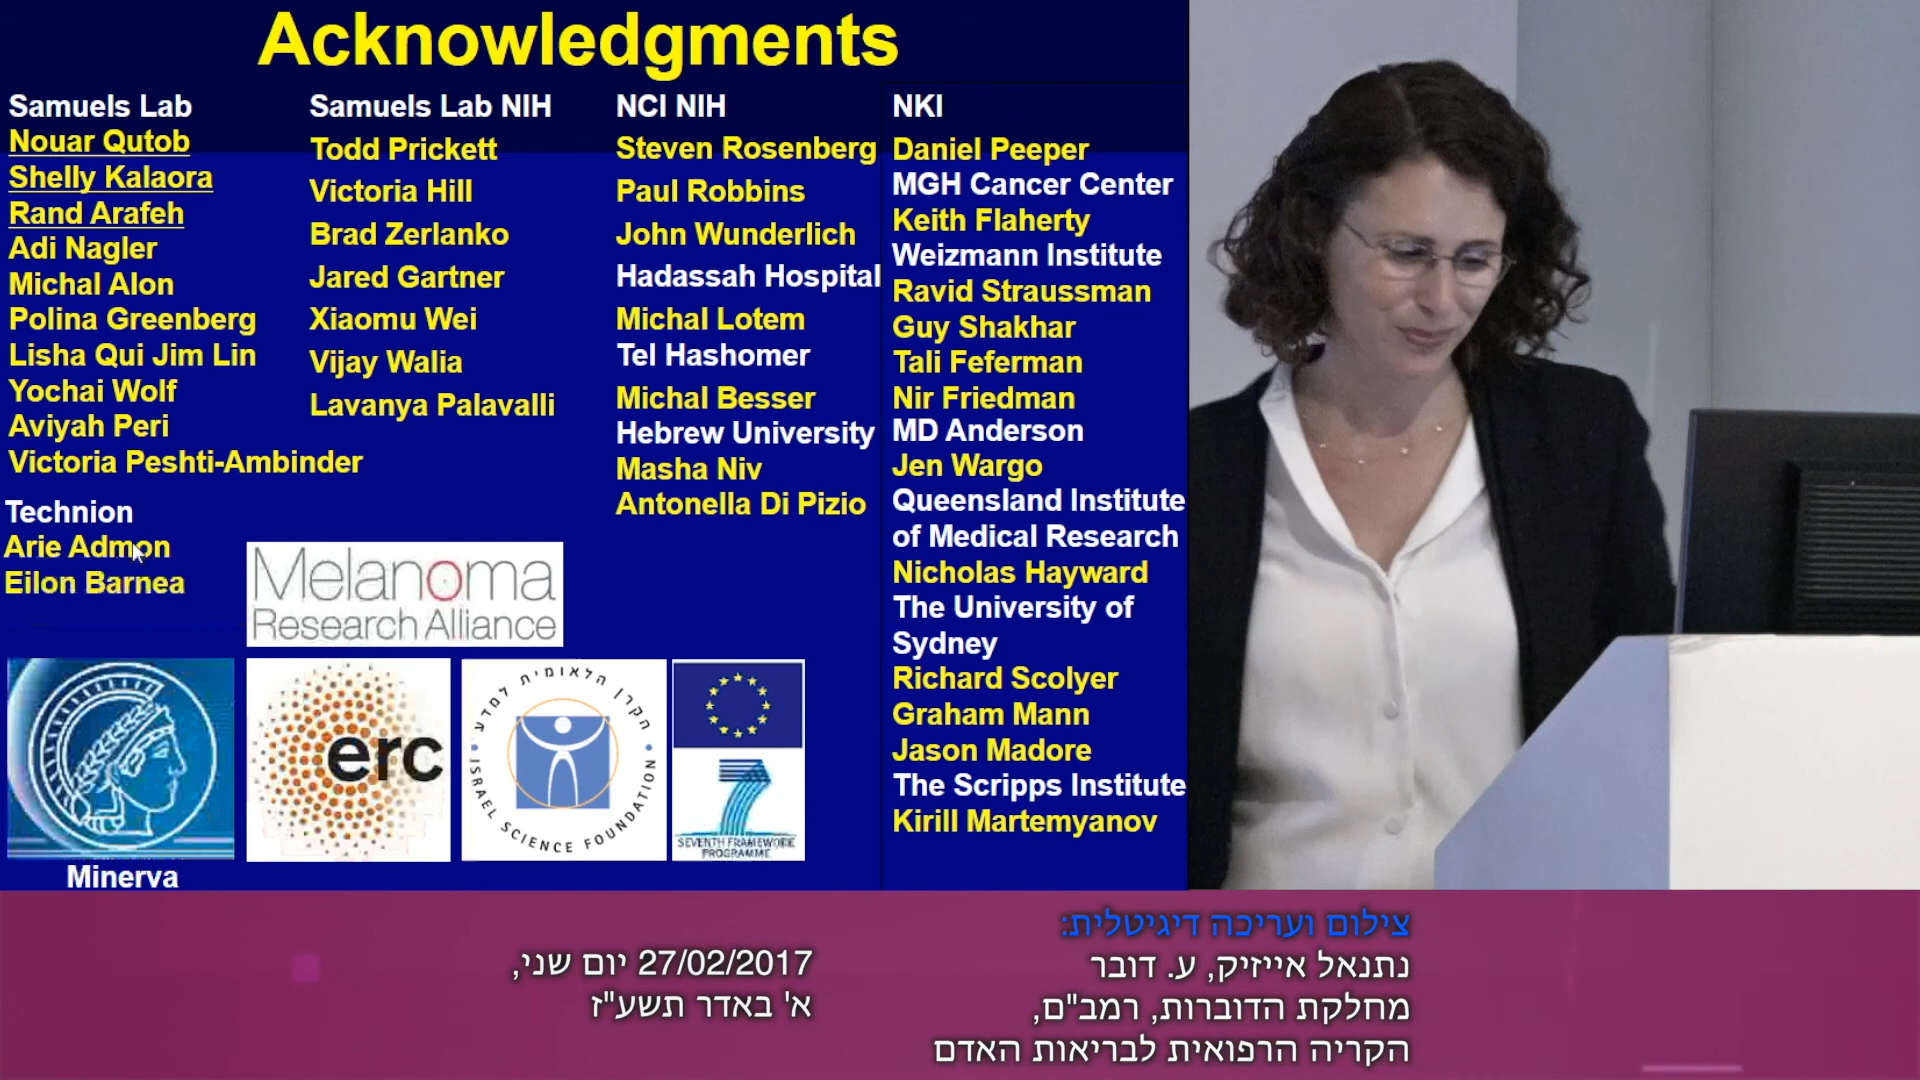 Acknowledgments
Samuels Lab
Nouar Qutob
Shelly Kalaora
Rand Arafeh
Adi Nagler
Michal Alon
Polina Greenberg
Lisha Qui Jim Lin
Yochai Wolf
Aviyah Peri
Victoria Peshti-Ambinder
Technion
Arie Admon
Eilon Barnea
Samuels Lab NIH
Todd Prickett
Victoria Hill
Brad Zerlanko
Jared Gartner
Xiaomu Wei
Vijay Walia
Lavanya Palavalli
NCI NIH
Steven Rosenberg
Paul Robbins
John Wunderlich
Hadassah Hospital
Michal Lotem
Tel Hashomer
Michal Besser
Hebrew University
Masha Niv
Antonella Di Pizio
NKI
Daniel Peeper
MGH Cancer Center
Keith Flaherty
Weizmann Institute
Ravid Straussman
Guy Shakhar
Tali Feferman
Nir Friedman
MD Anderson
Jen Wargo
Queensland Institute
of Medical Research
Nicholas Hayward
The University of
Sydney
Richard Scolyer
Graham Mann
Jason Madore
The Scripps Institute
Kirill Martemyanov
Melanoma
Research Alliance
Minerva
erc
הקרן הלאומית למדע
ISRAEL SCIENCE FOUNDATION
7
SEVENTH FRAMEWORK
PROGRAMME
צילום ועריכה דיגיטלית:
נתנאל אייזיק, ע. דובר
מחלקת הדוברות, רמב"ם,
הקריה הרפואית לבריאות האדם
27/02/2017 יום שני,
א' באדר תשע"ז